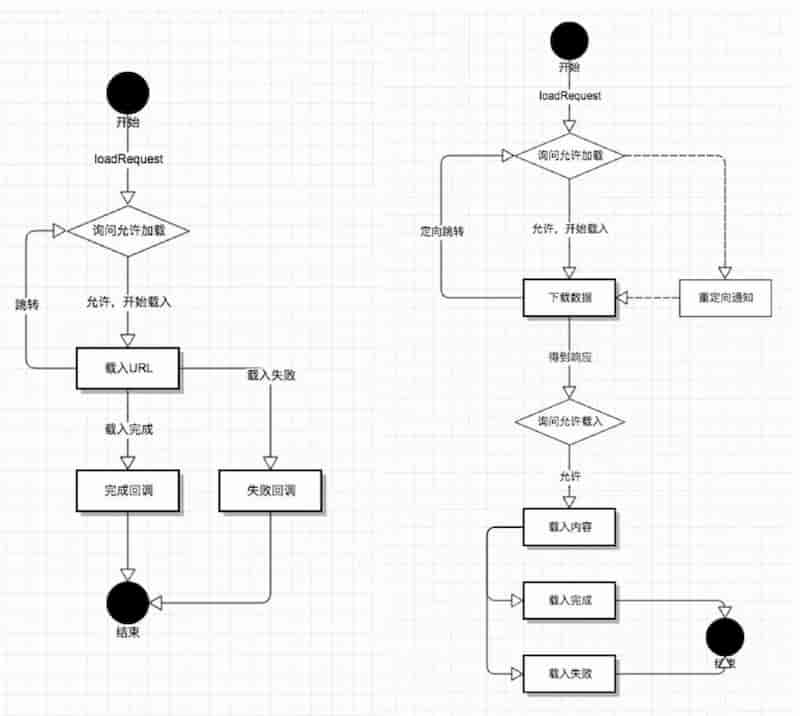 开始
loadRequest
询问允许加载
跳转
允许，开始载入
载入URL
载入失败
载入完成
完成回调
失败回调
结束
开始
loadRequest
询问允许加载
定向跳转
允许，开始载入
下载数据
重定向通知
得到响应
询问允许载入
允许
载入内容
载入完成
结束
载入失败